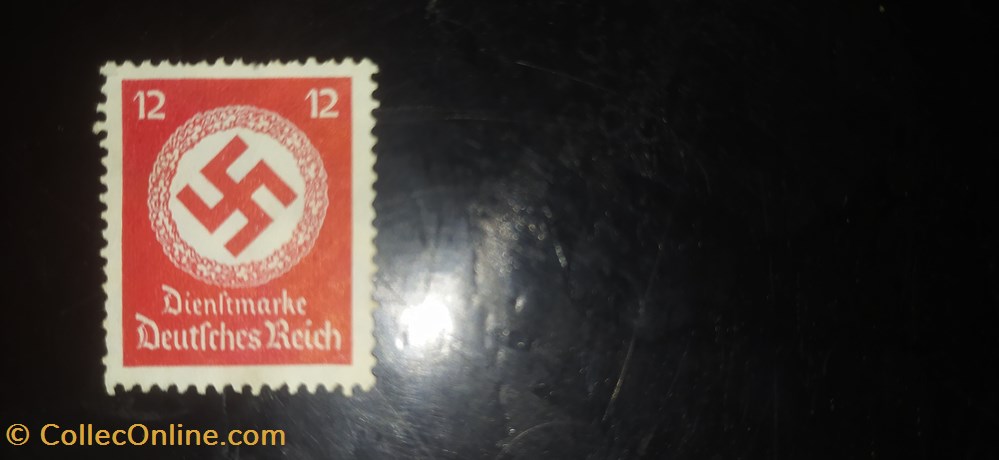 12 12
Dienſtmarke
Deutſches Reich
© CollecOnline.com